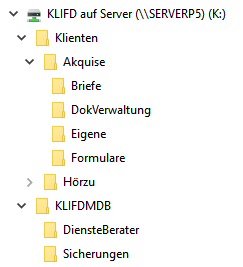 KLIFD auf Server (\\SERVERP5) (K:)
Klienten
Akquise
Briefe
DokVerwaltung
Eigene
Formulare
Hörzu
KLIFDMDB
DiensteBerater
Sicherungen